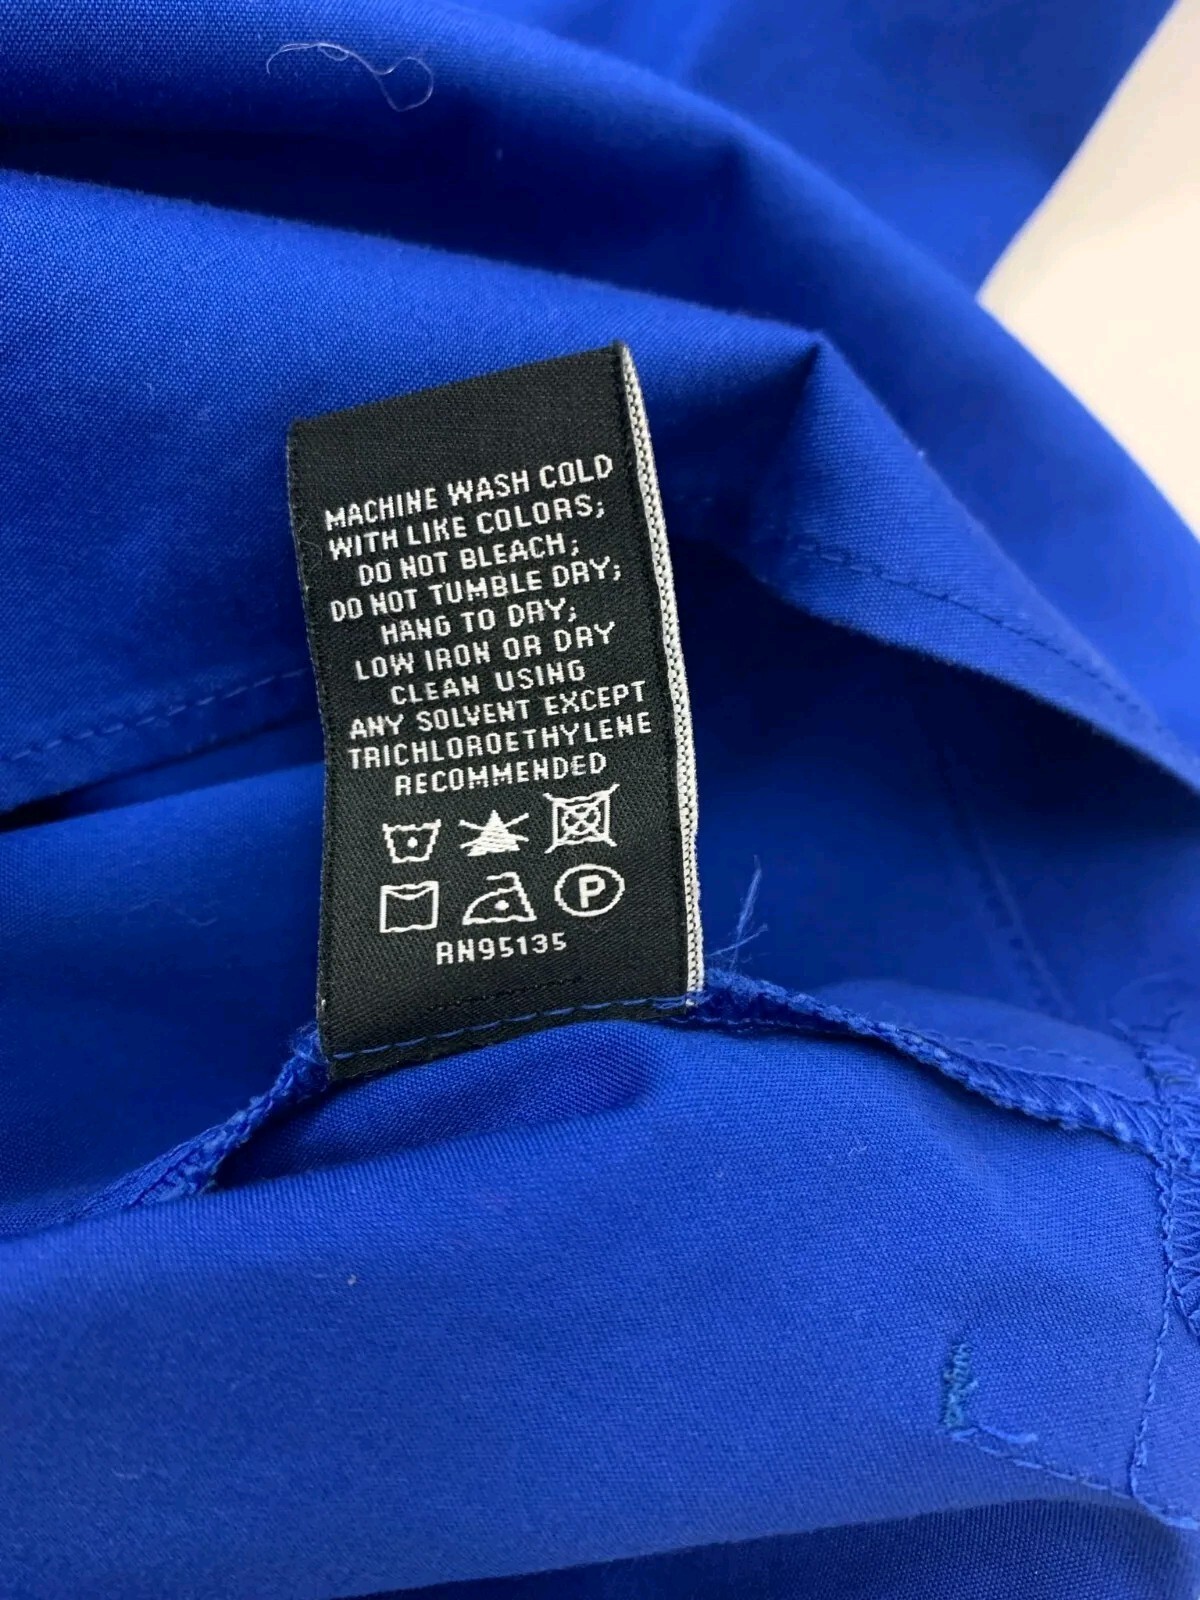 MACHINE WASH COLD
WITH LIKE COLORS;
DO NOT BLEACH;
DO NOT TUMBLE DRY;
HANG TO DRY;
LOW IRON OR DRY
CLEAN USING
ANY SOLVENT EXCEPT
TRICHLOROETHYLENE
RECOMMENDED
P
RN95135